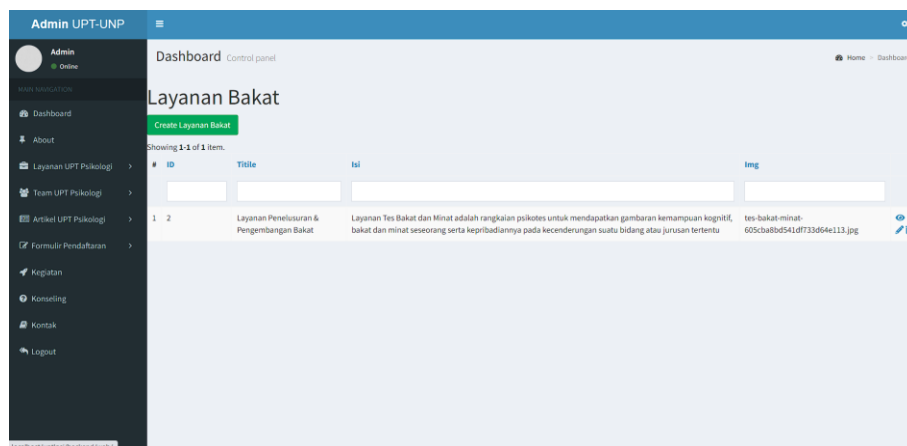 Admin UPT-UNP
Admin
Online
MAIN NAVIGATION
Dashboard
About
Layanan UPT Psikologi
Team UPT Psikologi
Artikel UPT Psikologi
Formulir Pendaftaran
Kegiatan
Konseling
Kontak
Logout
Dashboard Control panel
Home > Dashboar
Layanan Bakat
Create Layanan Bakat
Showing 1-1 of 1 item.
# ID Titile Isi Img
1 2
Layanan Penelusuran &
Pengembangan Bakat
Layanan Tes Bakat dan Minat adalah rangkaian psikotes untuk mendapatkan gambaran kemampuan kognitif,
bakat dan minat seseorang serta kepribadiannya pada kecenderungan suatu bidang atau jurusan tertentu
tes-bakat-minat-
605cba8bd541df733d64e113.jpg